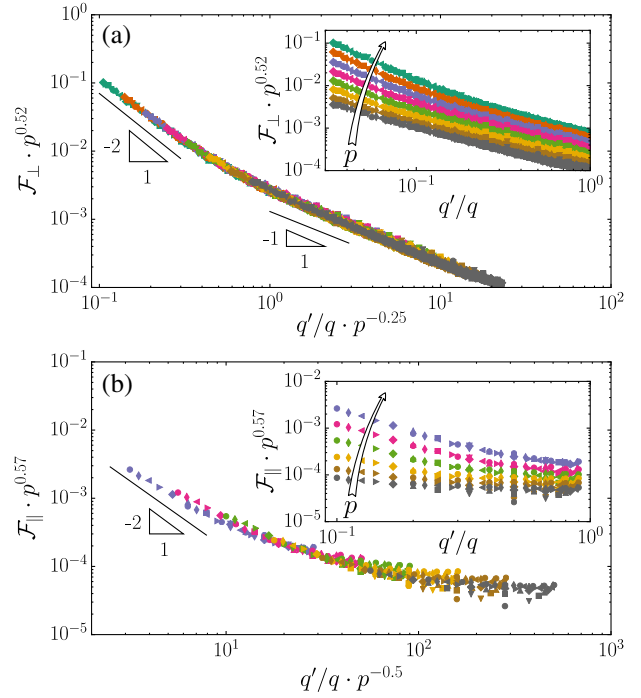 (a)
10^0
10^-1
10^-2
10^-3
10^-4
F⊥ · p^0.52
-2
1
-1
1
10^-1
10^0
10^1
10^2
q′/q · p^-0.25
10^-1
10^-2
10^-3
10^-4
F⊥ · p^0.52
p
10^-1
10^0
q′/q
(b)
10^-1
10^-2
10^-3
10^-4
10^-5
F∥ · p^0.57
-2
1
10^1
10^2
10^3
q′/q · p^-0.5
10^-2
10^-3
10^-4
10^-5
F∥ · p^0.57
p
10^-1
10^0
q′/q